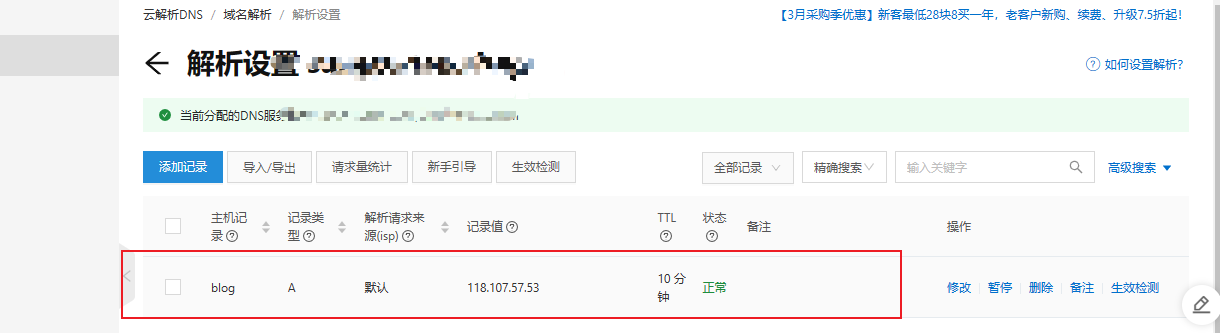 云解析DNS / 域名解析 / 解析设置
【3月采购季优惠】新客最低28块8买一年，老客户新购、续费、升级7.5折起！
解析设置
如何设置解析?
当前分配的DNS服务
添加记录 导入/导出 请求量统计 新手引导 生效检测 全部记录 精确搜索 输入关键字 高级搜索
主机记录 记录类型 解析请求来源(isp) 记录值 TTL 状态 备注 操作
blog A 默认 118.107.57.53 10 分钟 正常 修改 暂停 删除 备注 生效检测